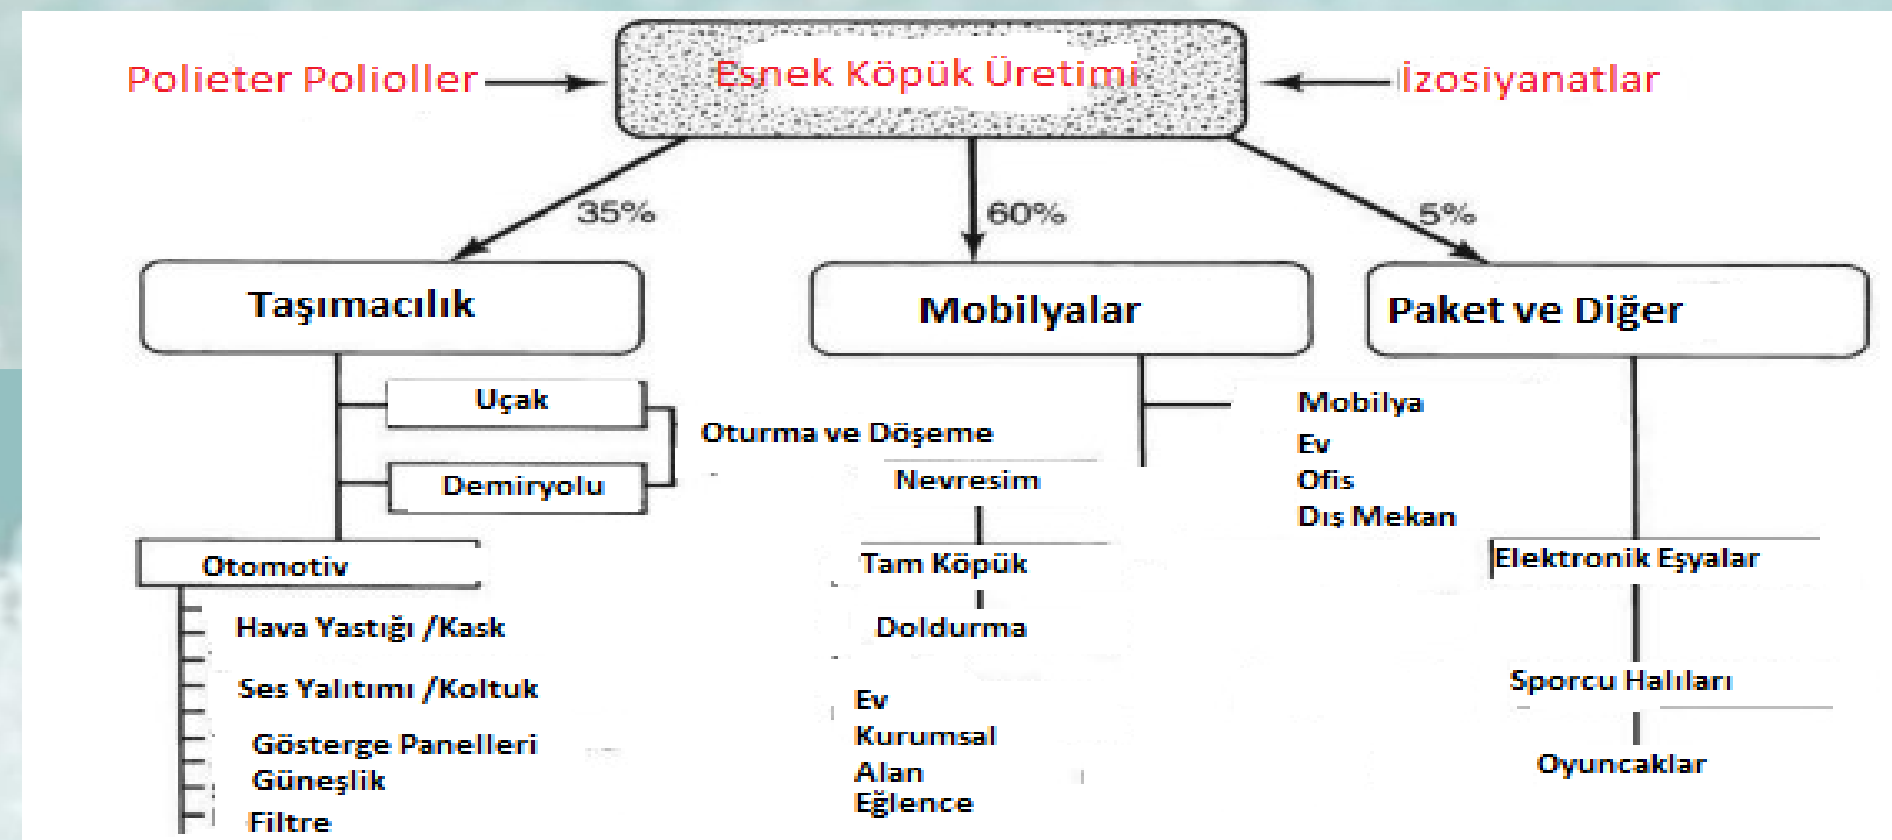 Esnek Köpük Üretimi
Polieter Polioller
İzosiyanatlar
35%
60%
5%
Taşımacılık
Mobilyalar
Paket ve Diğer
Uçak
Demiryolu
Oturma ve Döşeme
Otomotiv
Hava Yastığı /Kask
Ses Yalıtımı /Koltuk
Gösterge Panelleri
Güneşlik
Filtre
Nevresim
Tam Köpük
Doldurma
Ev
Kurumsal
Alan
Eğlence
Mobilya
Ev
Ofis
Dış Mekan
Elektronik Eşyalar
Sporcu Halıları
Oyuncaklar